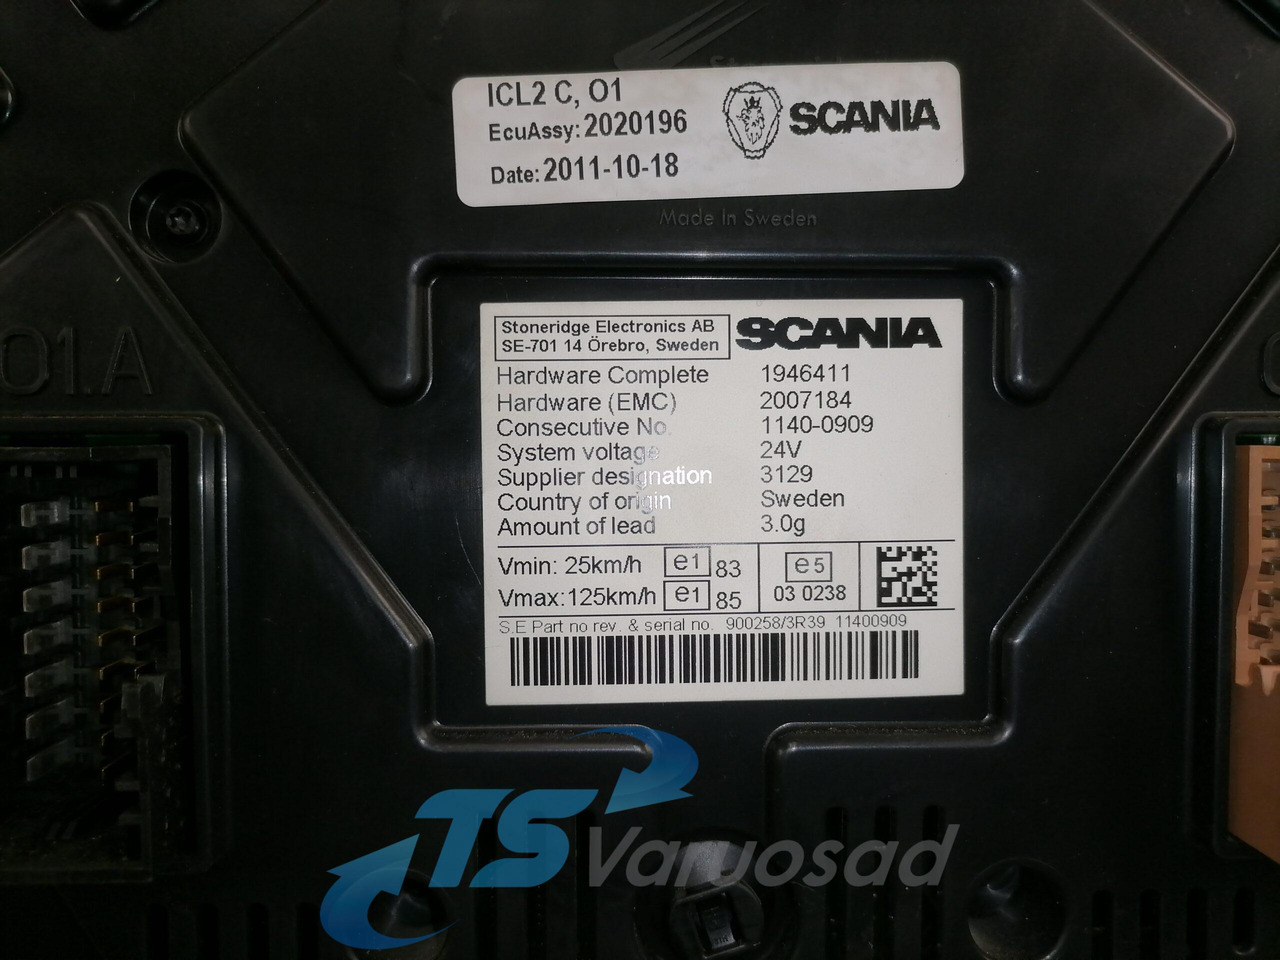 ICL2 C, O1
EcuAssy: 2020196
Date: 2011-10-18
SCANIA
Made In Sweden
O1.A
Stoneridge Electronics AB
SE-701 14 Örebro, Sweden
SCANIA
Hardware Complete 1946411
Hardware (EMC) 2007184
Consecutive No. 1140-0909
System voltage 24V
Supplier designation 3129
Country of origin Sweden
Amount of lead 3.0g
Vmin: 25km/h e1 83
Vmax: 125km/h e1 85
e5
03 0238
S.E Part no rev. & serial no. 900258/3R39 11400909
TS Varuosad